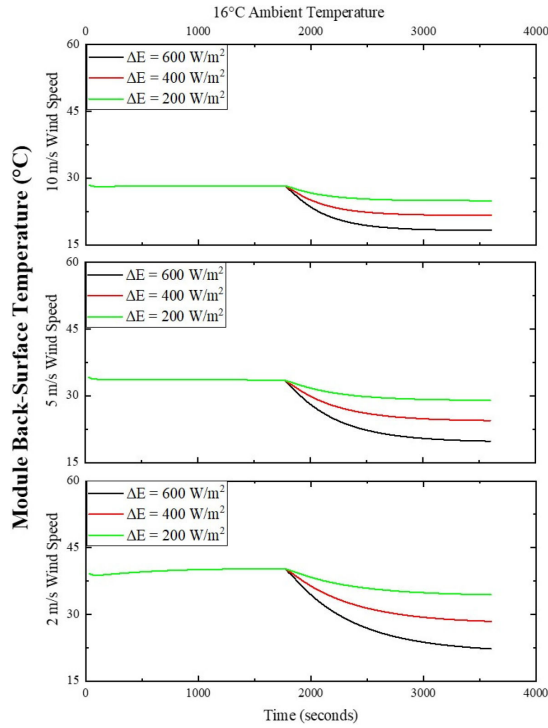 16°C Ambient Temperature
0 1000 2000 3000 4000
Module Back-Surface Temperature (°C)
10 m/s Wind Speed
60
45
30
15
ΔE = 600 W/m²
ΔE = 400 W/m²
ΔE = 200 W/m²
5 m/s Wind Speed
60
45
30
15
ΔE = 600 W/m²
ΔE = 400 W/m²
ΔE = 200 W/m²
2 m/s Wind Speed
60
45
30
15
ΔE = 600 W/m²
ΔE = 400 W/m²
ΔE = 200 W/m²
0 1000 2000 3000 4000
Time (seconds)